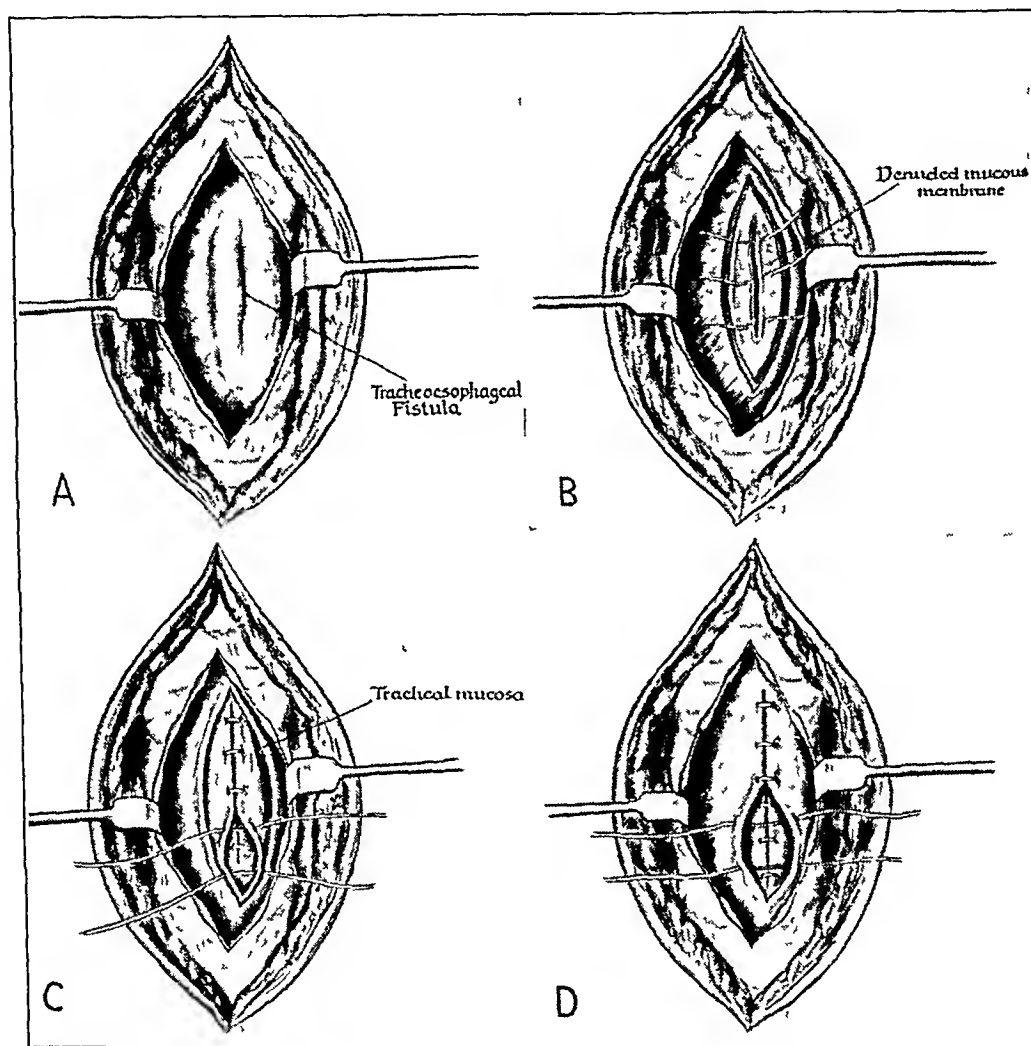 Tracheoesophageal
Fistula
A
Denuded mucous
membrane
B
Tracheal mucosa
C
D